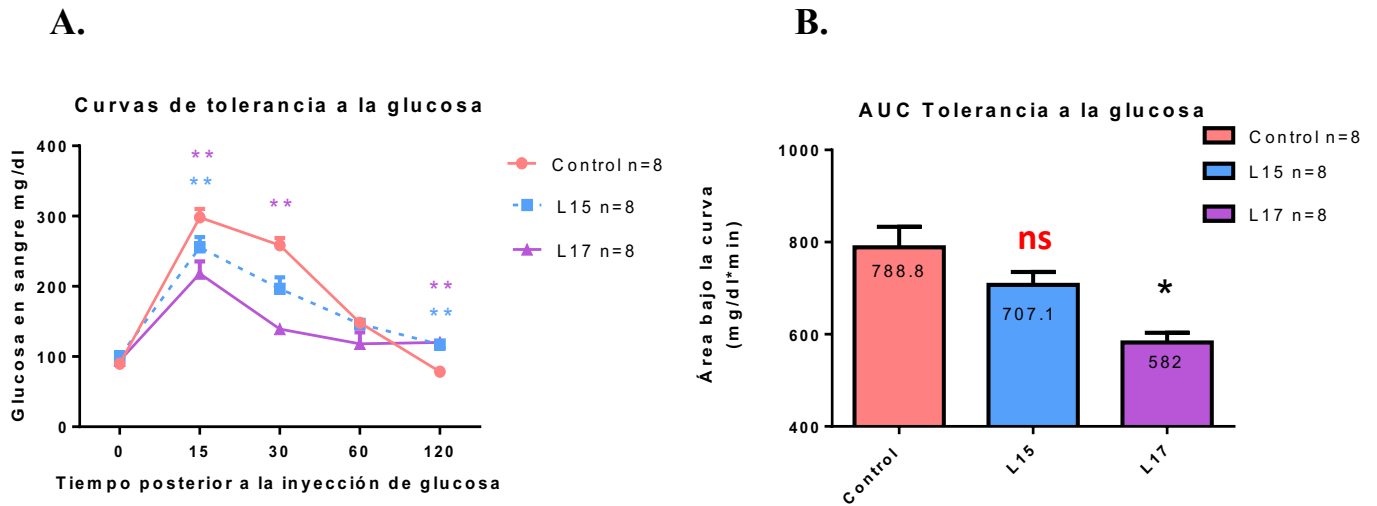 A.
B.
Curvas de tolerancia a la glucosa
Glucosa en sangre mg/dl
400
300
200
100
0
**
**
**
**
**
0
15
30
60
120
Tiempo posterior a la inyección de glucosa
Control n=8
L15 n=8
L17 n=8
AUC Tolerancia a la glucosa
Área bajo la curva
(mg/dl*min)
1000
800
600
400
788.8
ns
707.1
*
582
Control
L15
L17
Control n=8
L15 n=8
L17 n=8